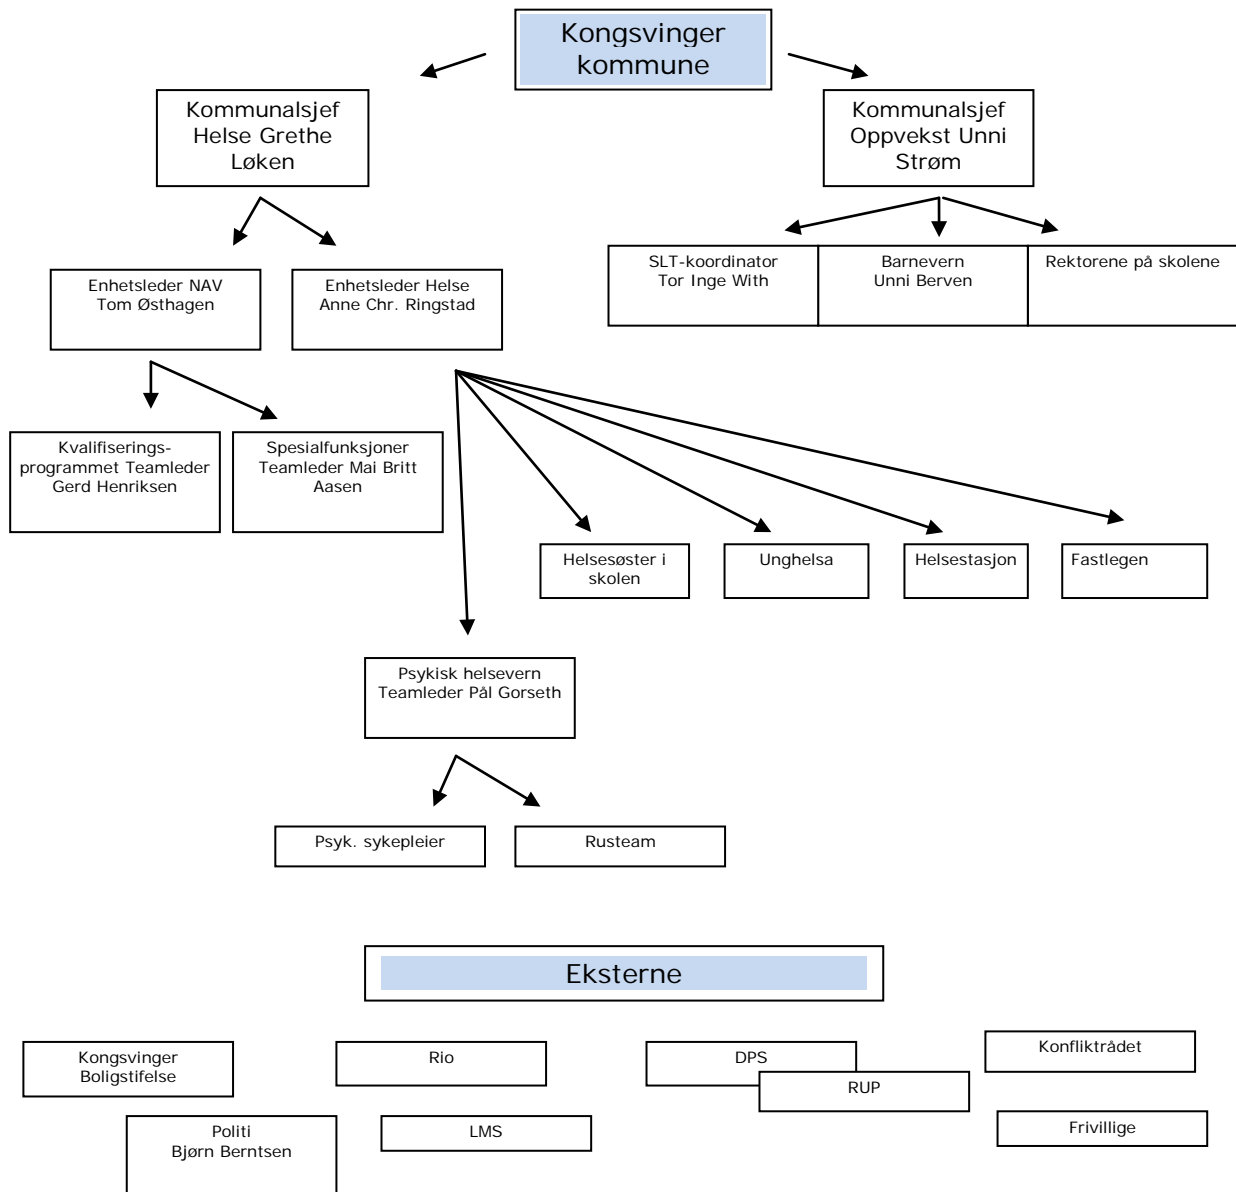 Kongsvinger
kommune
Kommunalsjef
Helse Grethe
Løken
Kommunalsjef
Oppvekst Unni
Strøm
Enhetsleder NAV
Tom Østhagen
Enhetsleder Helse
Anne Chr. Ringstad
SLT-koordinator
Tor Inge With
Barnevern
Unni Berven
Rektorene på skolene
Kvalifiserings-
programmet Teamleder
Gerd Henriksen
Spesialfunksjoner
Teamleder Mai Britt
Aasen
Helsesøster i
skolen
Unghelsa
Helsestasjon
Fastlegen
Psykisk helsevern
Teamleder Pål Gorseth
Psyk. sykepleier
Rusteam
Eksterne
Kongsvinger
Boligstifelse
Rio
DPS
RUP
Konfliktrådet
Politi
Bjørn Berntsen
LMS
Frivillige